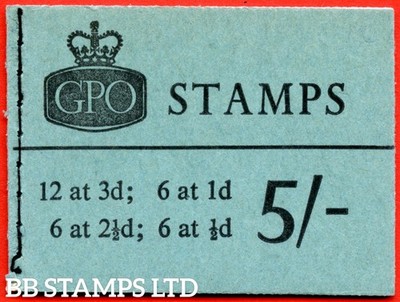 GPO STAMPS
12 at 3d; 6 at 1d
6 at 2½d; 6 at ½d
5/-
BB STAMPS LTD